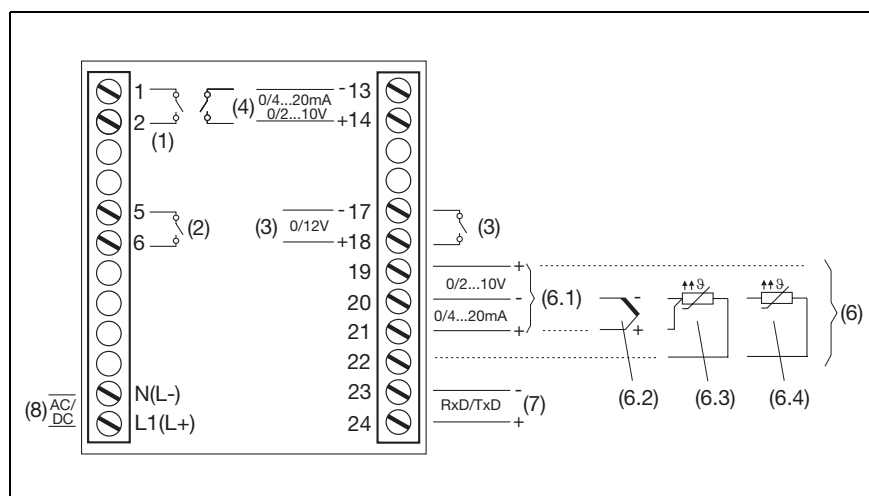 1
2
(1)
(4)
0/4...20mA
0/2...10V
-13
+14
5
6
(2)
(3)
0/12V
-17
+18
(3)
19
20
21
22
23
24
+
0/2...10V
-
0/4...20mA
+
(6.1)
-
+
ϑ
ϑ
(6)
(6.2)
(6.3)
(6.4)
(8)
AC/
DC
N(L-)
L1(L+)
-
RxD/TxD
+
(7)